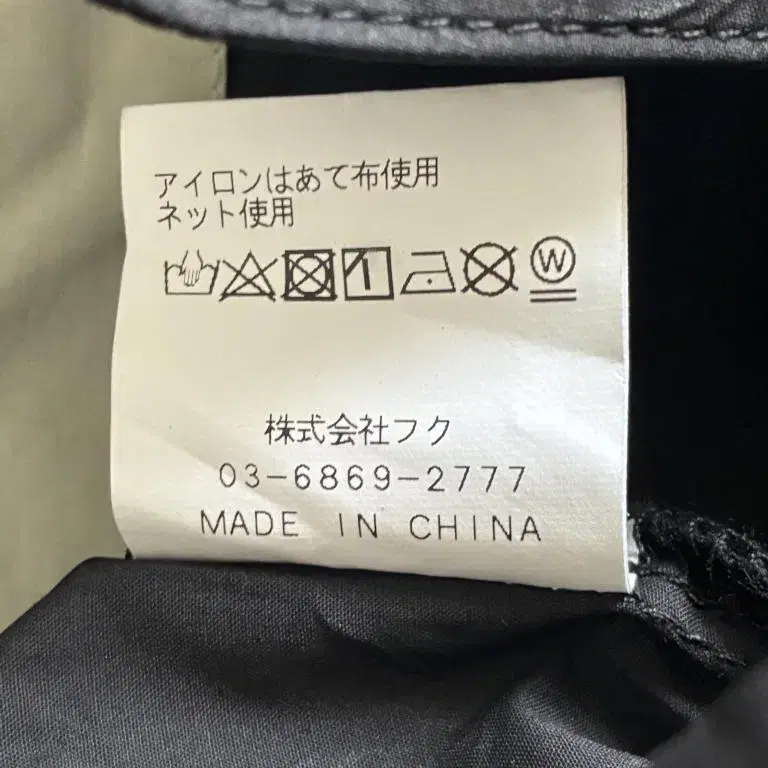 アイロンはあて布使用
ネット使用
W
株式会社フク
03-6869-2777
MADE IN CHINA